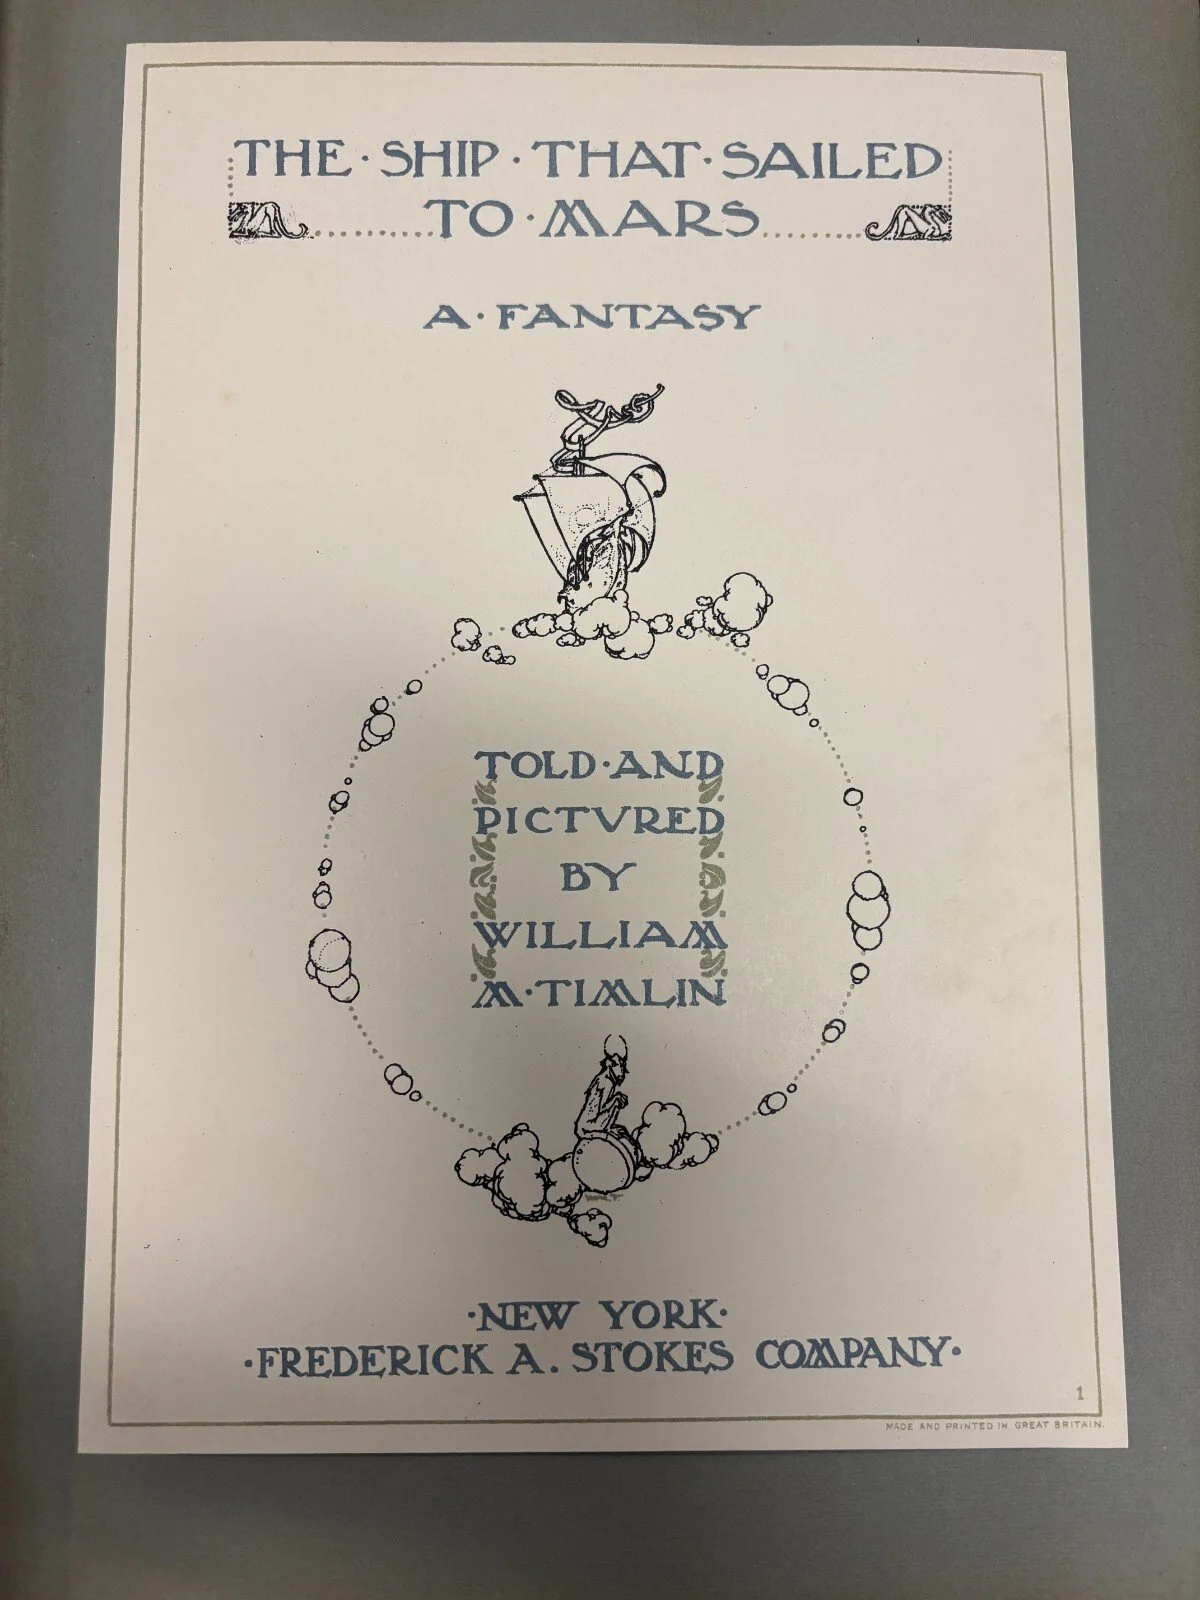 THE · SHIP · THAT · SAILED
TO · MARS
A · FANTASY
TOLD · AND
PICTVRED
BY
WILLIAM
M · TIMLIN
· NEW YORK ·
· FREDERICK A. STOKES COMPANY ·
1
MADE AND PRINTED IN GREAT BRITAIN.